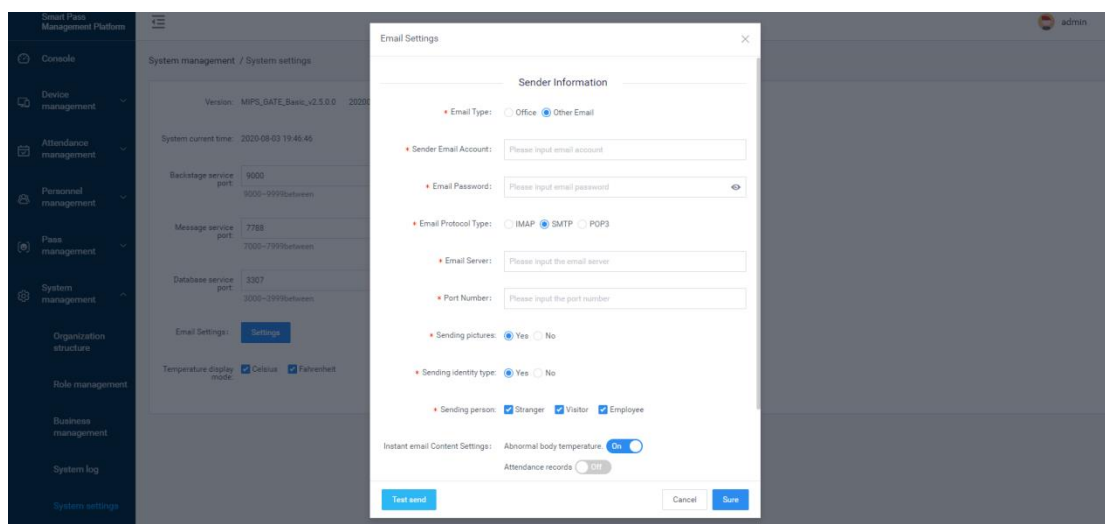 Smart Pass
Management Platform
admin
Console
Device
management
Attendance
management
Personnel
management
Pass
management
System
management
Organization
structure
Role management
Business
management
System log
System settings
System management / System settings
Version: MIPS_GATE_Basic_v2.5.0.0
System current time: 2020-08-03 19:46:46
Backstage service
port:
9000
9000~9999between
Message service
port:
7788
7000~7999between
Database service
port:
3307
3000~3999between
Email Settings: Settings
Temperature display
mode:
Celsius Fahrenheit
Email Settings
Sender Information
* Email Type: Office Other Email
* Sender Email Account: Please input email account
* Email Password: Please input email password
* Email Protocol Type: IMAP SMTP POP3
* Email Server: Please input the email server
* Port Number: Please input the port number
* Sending pictures: Yes No
* Sending identity type: Yes No
* Sending person: Stranger Visitor Employee
Instant email Content Settings: Abnormal body temperature On
Attendance records Off
Test send Cancel Sure